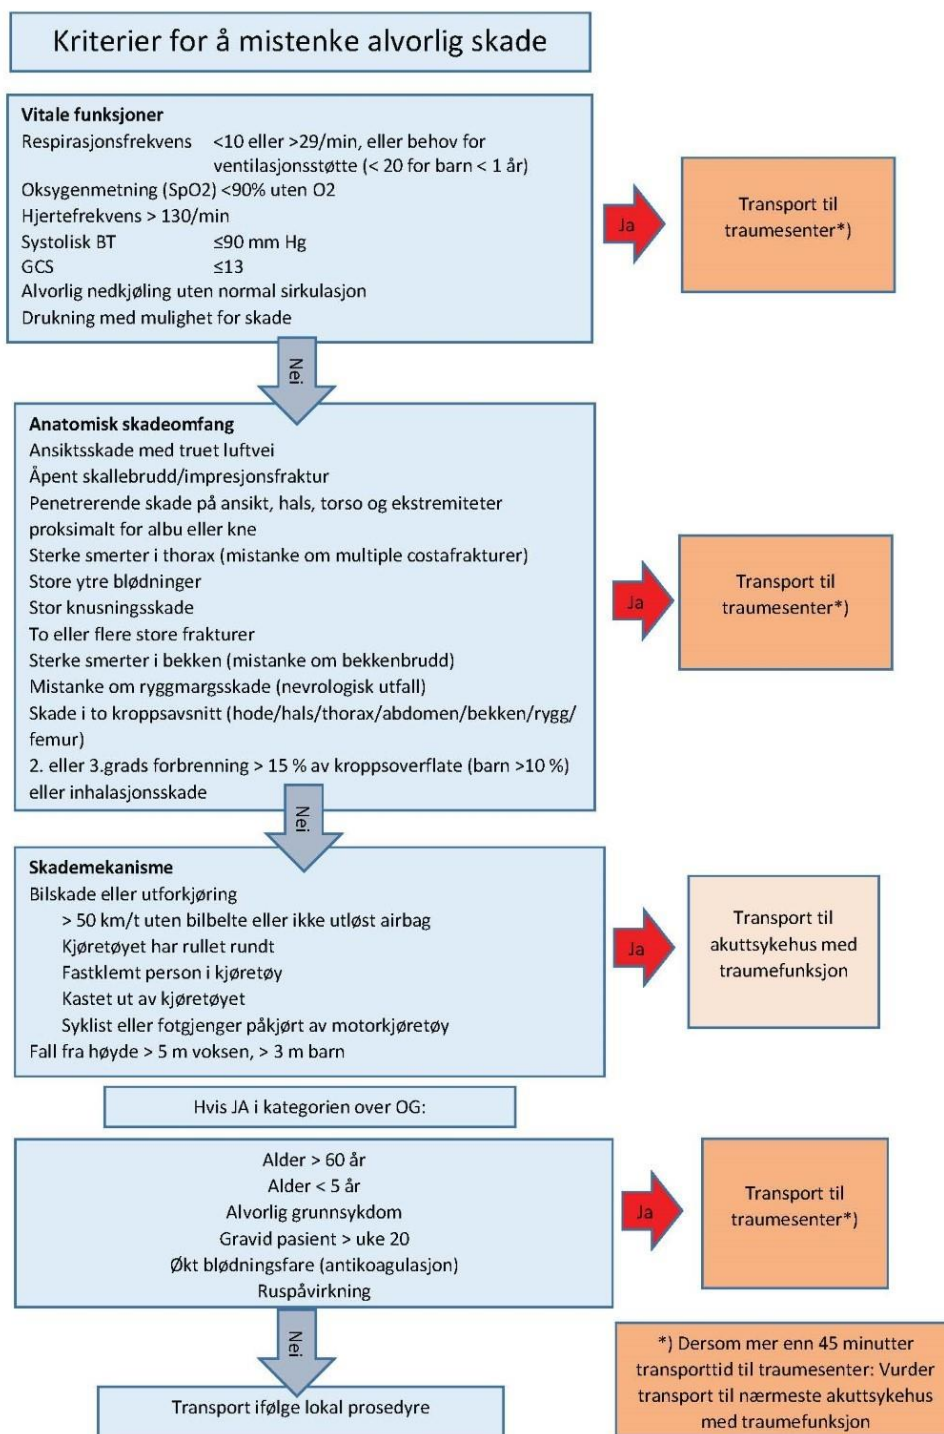 Kriterier for å mistenke alvorlig skade
Vitale funksjoner
Respirasjonsfrekvens <10 eller >29/min, eller behov for
ventilasjonsstøtte (< 20 for barn < 1 år)
Oksygenmetning (SpO2) <90% uten O2
Hjertefrekvens > 130/min
Systolisk BT ≤90 mm Hg
GCS ≤13
Alvorlig nedkjøling uten normal sirkulasjon
Drukning med mulighet for skade
Ja
Transport til
traumesenter*)
Nei
Anatomisk skadeomfang
Ansiktsskade med truet luftvei
Åpent skallebrudd/impresjonsfraktur
Penetrerende skade på ansikt, hals, torso og ekstremiteter
proksimalt for albu eller kne
Sterke smerter i thorax (mistanke om multiple costafrakturer)
Store ytre blødninger
Stor knusningsskade
To eller flere store frakturer
Sterke smerter i bekken (mistanke om bekkenbrudd)
Mistanke om ryggmargsskade (nevrologisk utfall)
Skade i to kroppsavsnitt (hode/hals/thorax/abdomen/bekken/rygg/
femur)
2. eller 3.grads forbrenning > 15 % av kroppsoverflate (barn >10 %)
eller inhalasjonsskade
Ja
Transport til
traumesenter*)
Nei
Skademekanisme
Bilskade eller utforkjøring
> 50 km/t uten bilbelte eller ikke utløst airbag
Kjøretøyet har rullet rundt
Fastklemt person i kjøretøy
Kastet ut av kjøretøyet
Syklist eller fotgjenger påkjørt av motorkjøretøy
Fall fra høyde > 5 m voksen, > 3 m barn
Ja
Transport til
akuttsykehus med
traumefunksjon
Hvis JA i kategorien over OG:
Alder > 60 år
Alder < 5 år
Alvorlig grunnsykdom
Gravid pasient > uke 20
Økt blødningsfare (antikoagulasjon)
Ruspåvirkning
Ja
Transport til
traumesenter*)
Nei
Transport ifølge lokal prosedyre
*) Dersom mer enn 45 minutter
transporttid til traumesenter: Vurder
transport til nærmeste akuttsykehus
med traumefunksjon